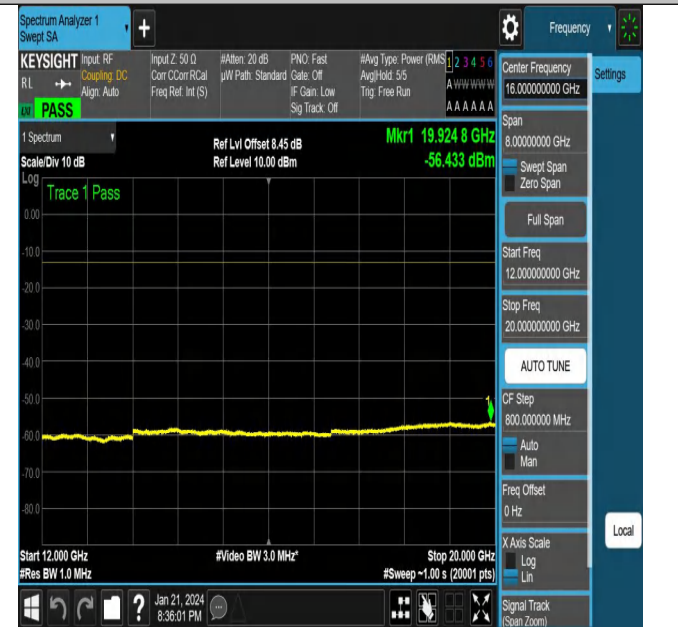 Spectrum Analyzer 1
Swept SA
+
Frequency
KEYSIGHT
RL
LXI
PASS
Input: RF
Coupling: DC
Align: Auto
Input Z: 50 Ω
Corr CCorr RCal
Freq Ref: Int (S)
#Atten: 20 dB
µW Path: Standard
PNO: Fast
Gate: Off
IF Gain: Low
Sig Track: Off
#Avg Type: Power (RMS
Avg|Hold: 5/5
Trig: Free Run
1 2 3 4 5 6
A W W W W W
A A A A A A
1 Spectrum
Scale/Div 10 dB
Ref Lvl Offset 8.45 dB
Ref Level 10.00 dBm
Mkr1 19.924 8 GHz
-56.433 dBm
Log
Trace 1 Pass
0.00
-10.0
-20.0
-30.0
-40.0
-50.0
-60.0
-70.0
-80.0
1
Start 12.000 GHz
#Res BW 1.0 MHz
#Video BW 3.0 MHz*
Stop 20.000 GHz
#Sweep ~1.00 s (20001 pts)
?
Jan 21, 2024
8:36:01 PM
Center Frequency
16.000000000 GHz
Span
8.00000000 GHz
Swept Span
Zero Span
Full Span
Start Freq
12.000000000 GHz
Stop Freq
20.000000000 GHz
AUTO TUNE
CF Step
800.000000 MHz
Auto
Man
Freq Offset
0 Hz
X Axis Scale
Log
Lin
Signal Track
(Span Zoom)
Settings
Local